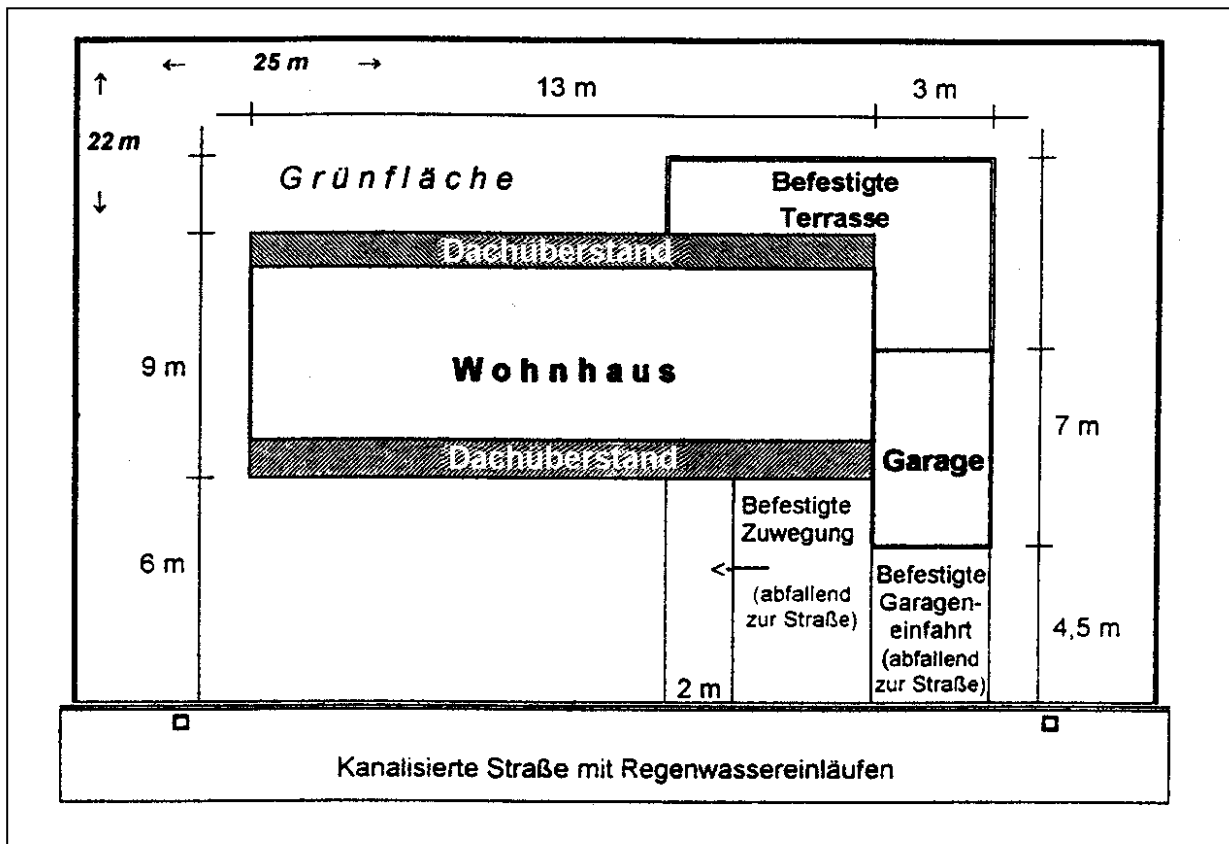 ← 25 m →
↑
22 m
↓
13 m
3 m
Grünfläche
Befestigte
Terrasse
Dachüberstand
9 m
Wohnhaus
Dachüberstand
7 m
Garage
6 m
Befestigte
Zuwegung
←
(abfallend
zur Straße)
2 m
Befestigte
Garagen-
einfahrt
(abfallend
zur Straße)
4,5 m
Kanalisierte Straße mit Regenwassereinläufen